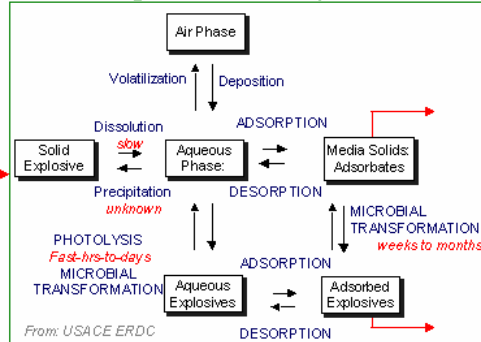 Air Phase
Volatilization
Deposition
Dissolution
slow
ADSORPTION
Solid
Explosive
Aqueous
Phase:
Media Solids:
Adsorbates
Precipitation
unknown
DESORPTION
PHOTOLYSIS
Fast-hrs-to-days
MICROBIAL
TRANSFORMATION
MICROBIAL
TRANSFORMATION
weeks to months
ADSORPTION
Aqueous
Explosives
Adsorbed
Explosives
DESORPTION
From: USACE ERDC